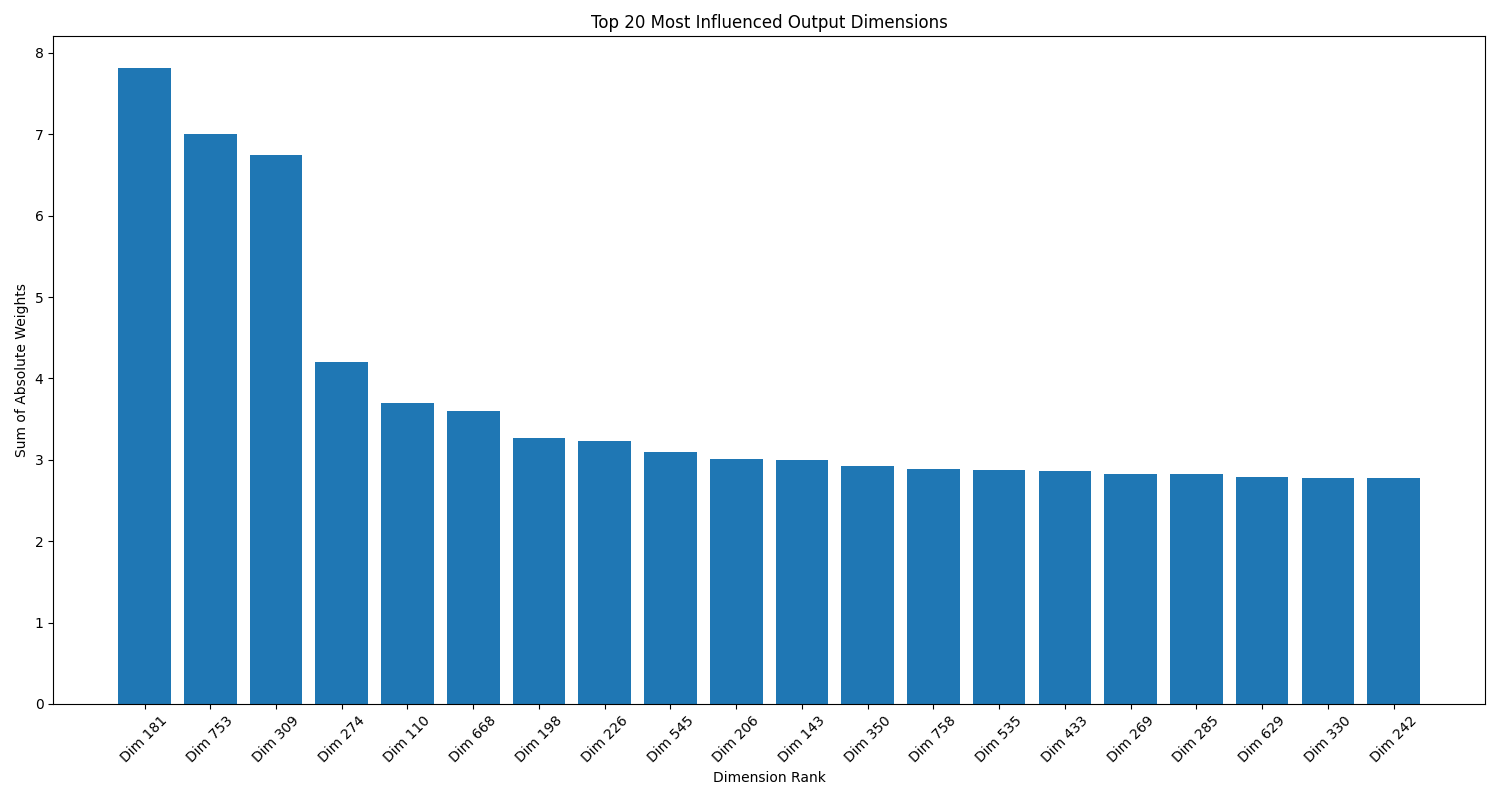 Top 20 Most Influenced Output Dimensions
Sum of Absolute Weights
8
7
6
5
4
3
2
1
0
Dim 181
Dim 753
Dim 309
Dim 274
Dim 110
Dim 668
Dim 198
Dim 226
Dim 545
Dim 206
Dim 143
Dim 350
Dim 758
Dim 535
Dim 433
Dim 269
Dim 285
Dim 629
Dim 330
Dim 242
Dimension Rank